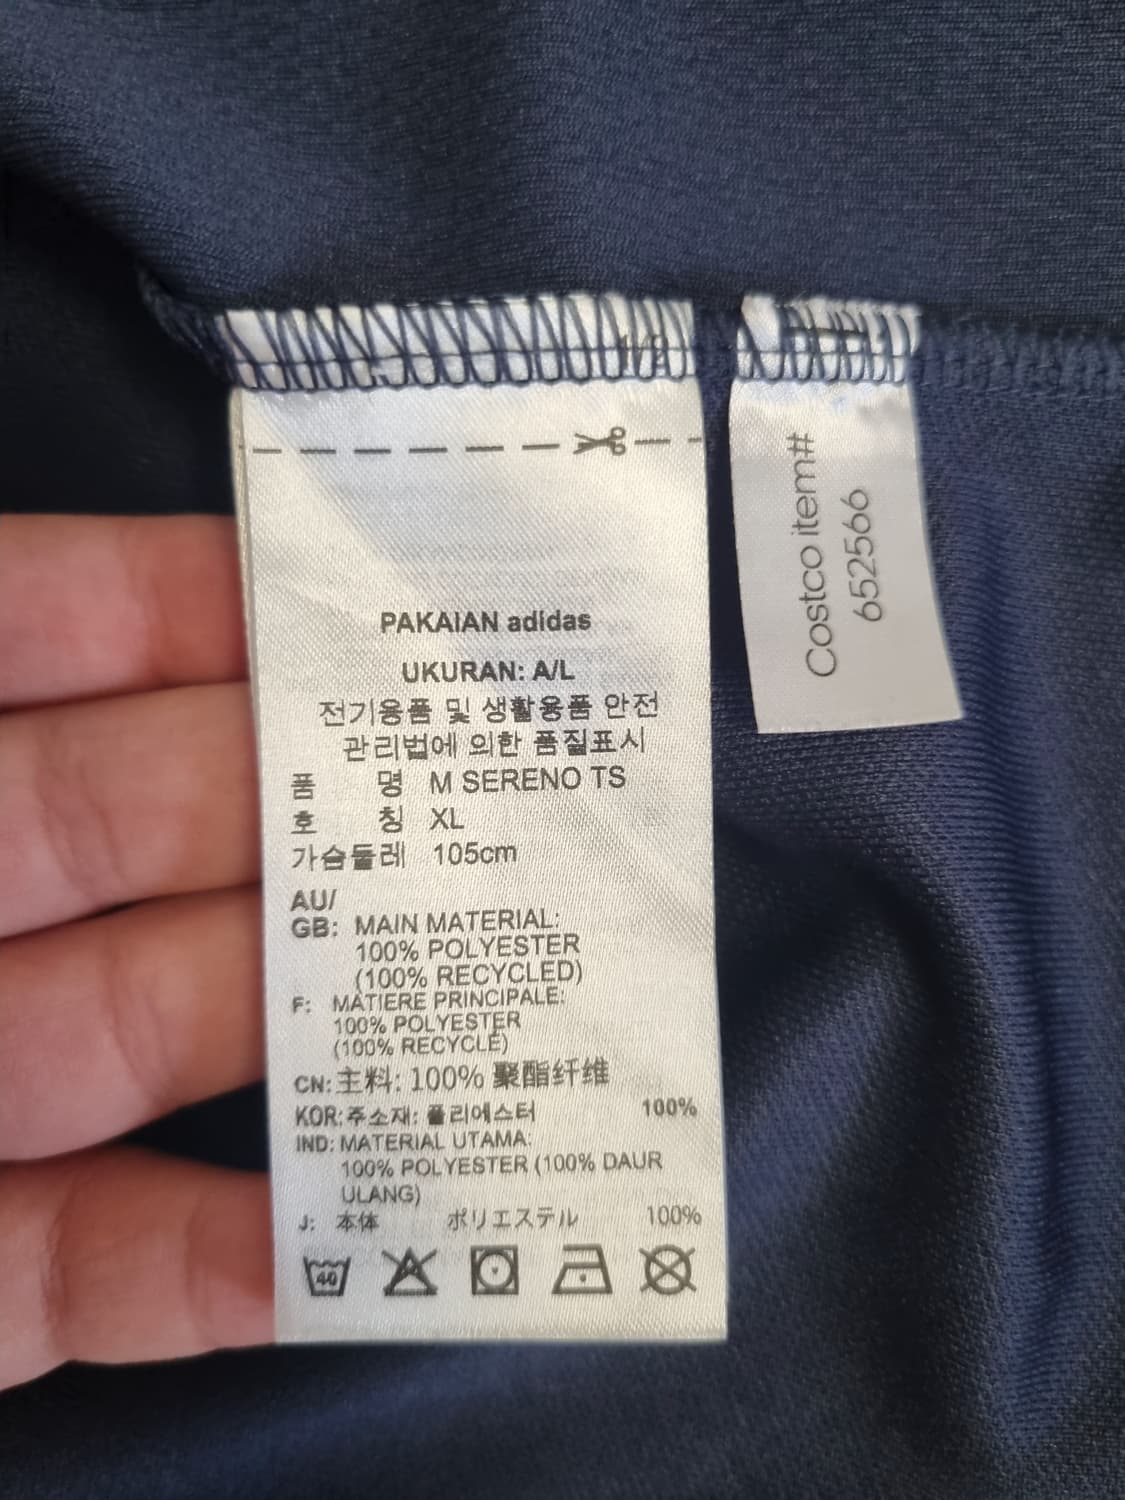 PAKAIAN adidas
UKURAN: A/L
전기용품 및 생활용품 안전
관리법에 의한 품질표시
품 명 M SERENO TS
호 칭 XL
가슴둘레 105cm
AU/
GB: MAIN MATERIAL:
100% POLYESTER
(100% RECYCLED)
F: MATIERE PRINCIPALE:
100% POLYESTER
(100% RECYCLÉ)
CN: 主料: 100% 聚酯纤维
KOR: 주소재: 폴리에스터 100%
IND: MATERIAL UTAMA:
100% POLYESTER (100% DAUR
ULANG)
J: 本体 ポリエステル 100%
40
Costco item#
652566